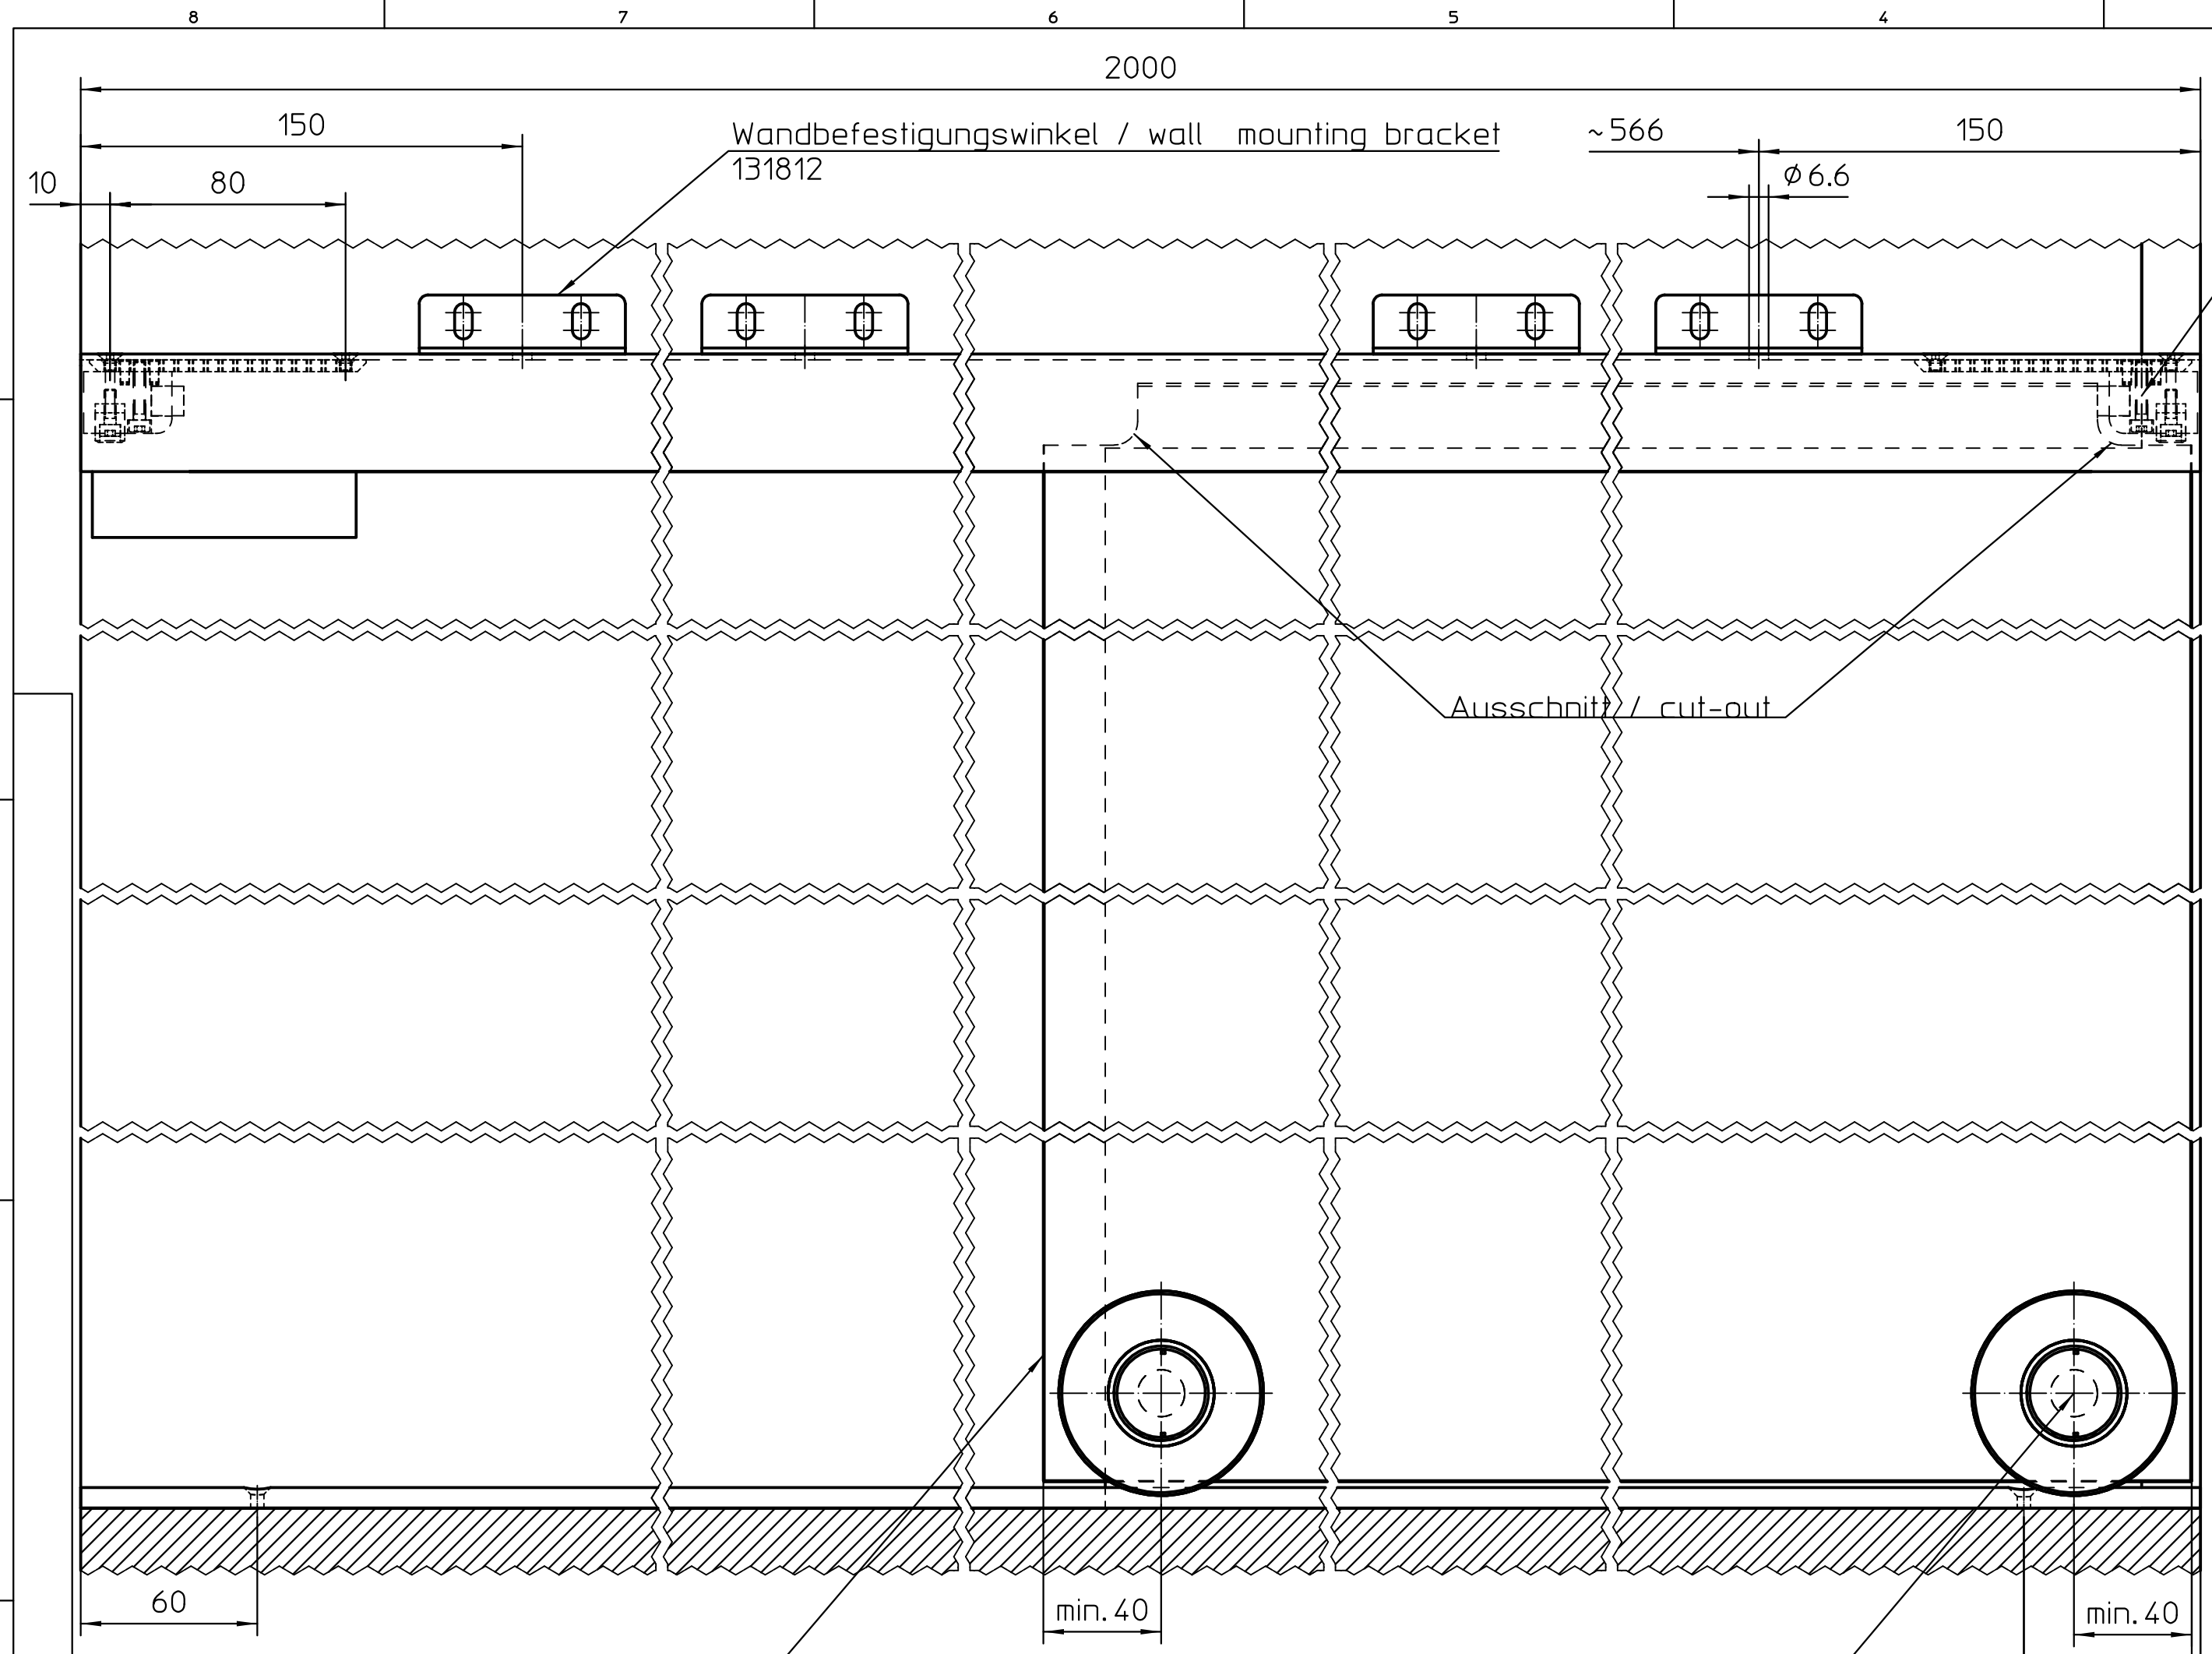 8 7 6 5 4
2000
150 Wandbefestigungswinkel / wall mounting bracket ~566 150
131812
10 80 Ø6.6
Ausschnitt / cut-out
60 min.40 min.40